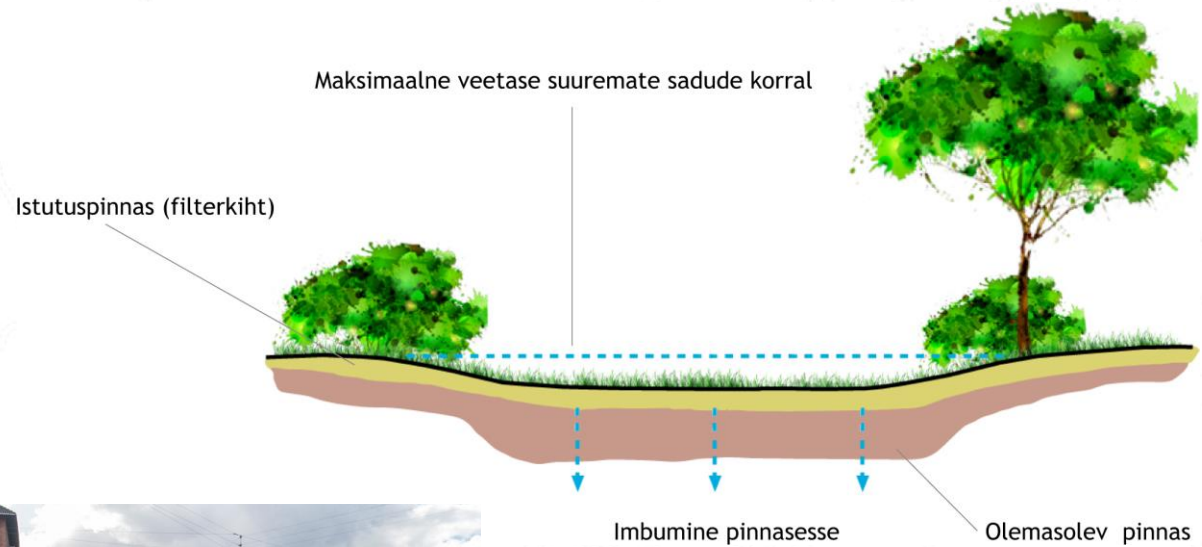 Maksimaalne veetase suuremate sadude korral
Istutuspinnas (filterkiht)
Imbumine pinnasesse
Olemasolev pinnas